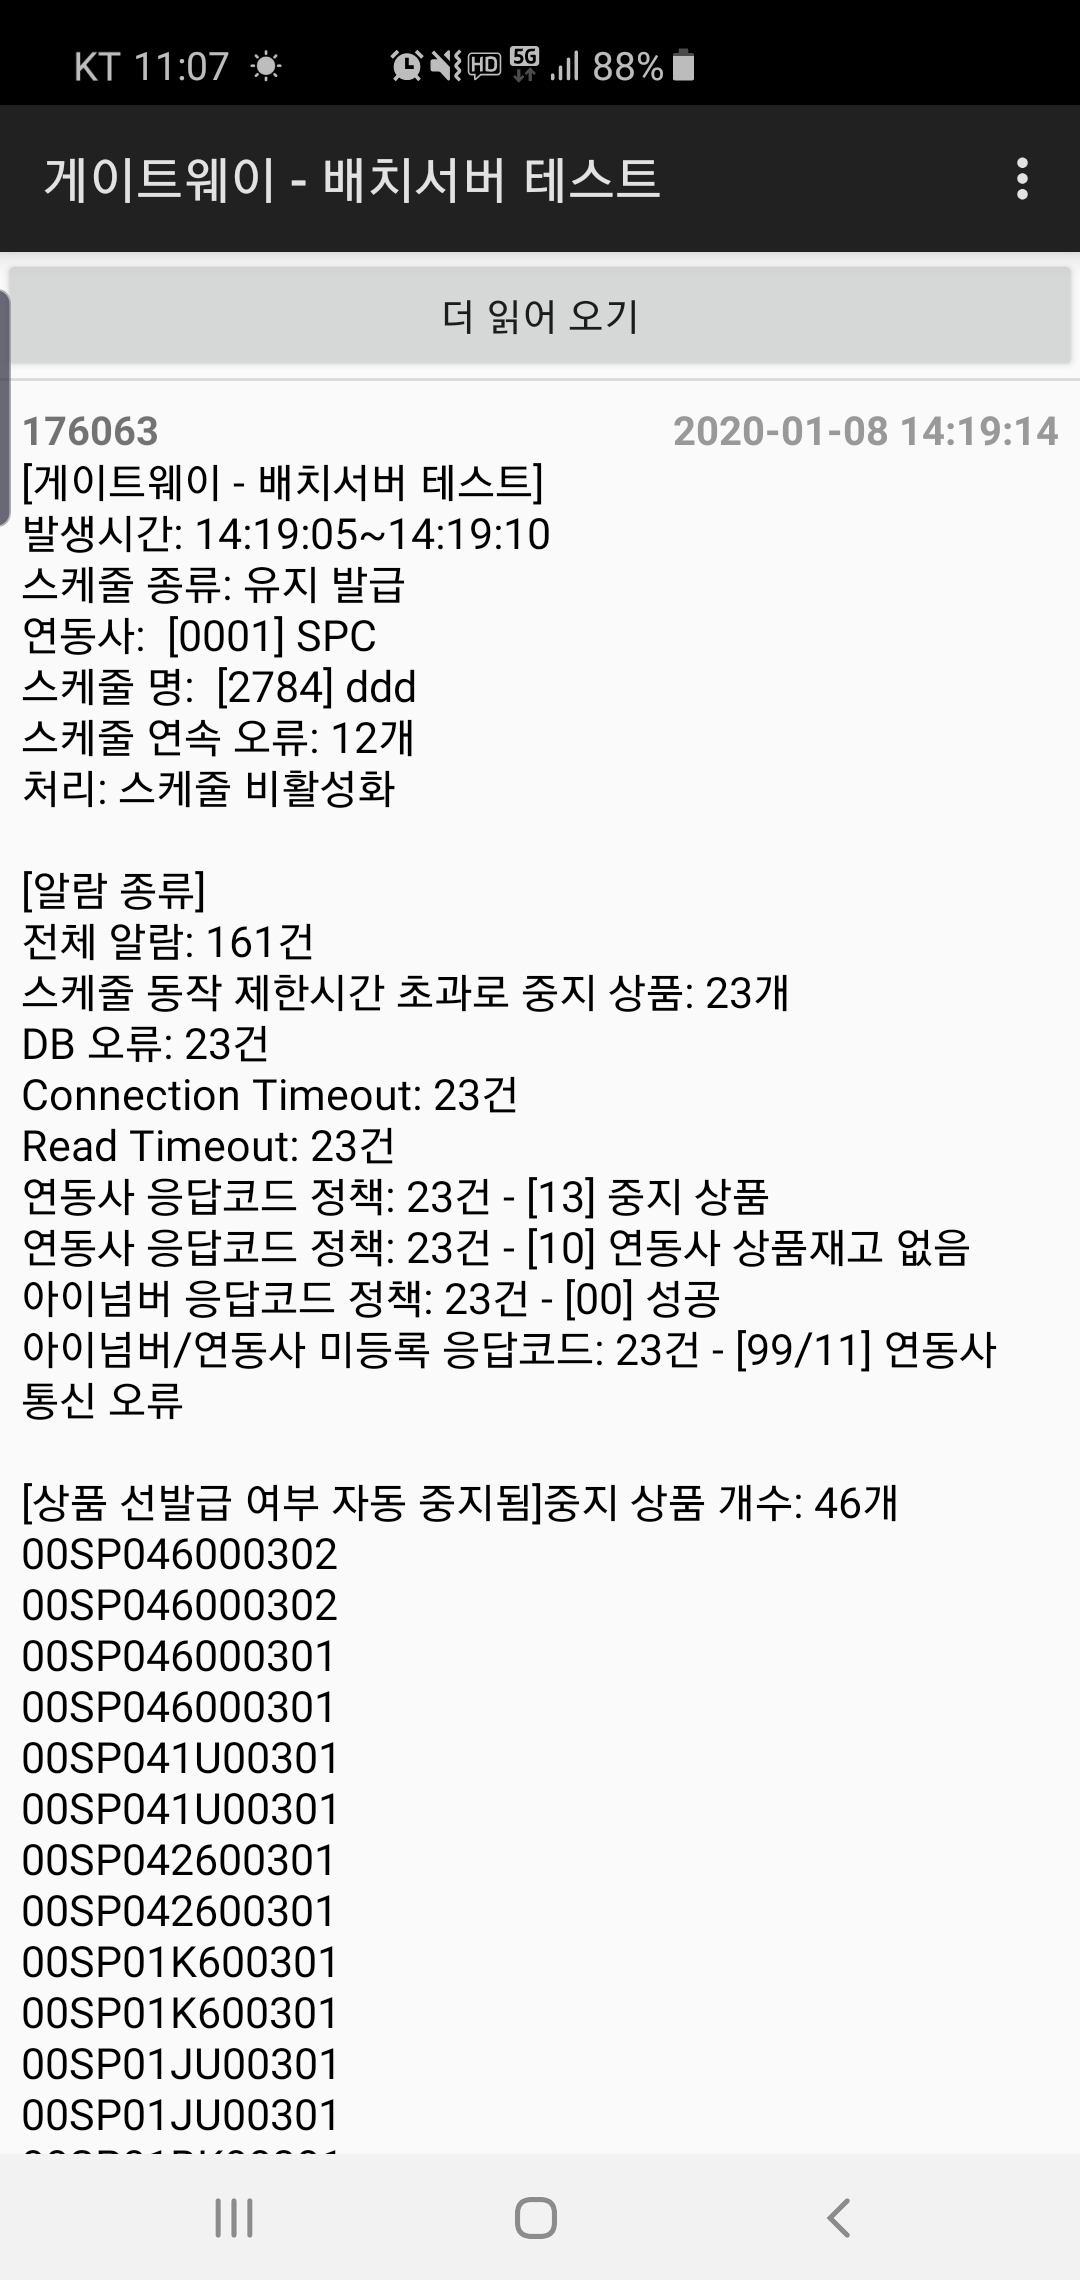 KT 11:07 HD 5G 88%
게이트웨이 - 배치서버 테스트
더 읽어 오기
176063 2020-01-08 14:19:14
[게이트웨이 - 배치서버 테스트]
발생시간: 14:19:05~14:19:10
스케줄 종류: 유지 발급
연동사:  [0001] SPC
스케줄 명:  [2784] ddd
스케줄 연속 오류: 12개
처리: 스케줄 비활성화
[알람 종류]
전체 알람: 161건
스케줄 동작 제한시간 초과로 중지 상품: 23개
DB 오류: 23건
Connection Timeout: 23건
Read Timeout: 23건
연동사 응답코드 정책: 23건 - [13] 중지 상품
연동사 응답코드 정책: 23건 - [10] 연동사 상품재고 없음
아이넘버 응답코드 정책: 23건 - [00] 성공
아이넘버/연동사 미등록 응답코드: 23건 - [99/11] 연동사
통신 오류
[상품 선발급 여부 자동 중지됨]중지 상품 개수: 46개
00SP046000302
00SP046000302
00SP046000301
00SP046000301
00SP041U00301
00SP041U00301
00SP042600301
00SP042600301
00SP01K600301
00SP01K600301
00SP01JU00301
00SP01JU00301